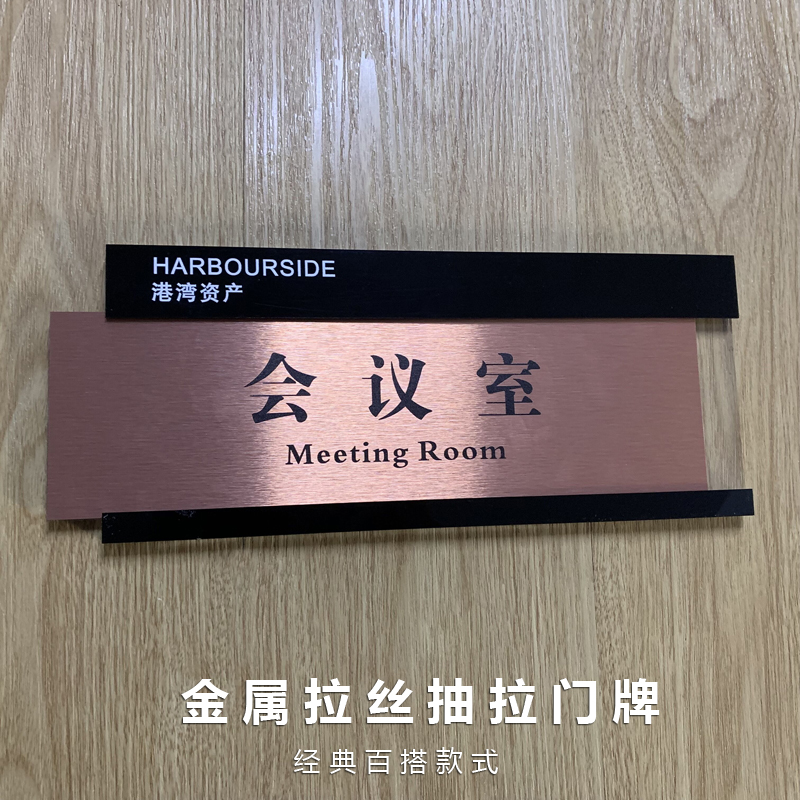 HARBOURSIDE
港湾资产
会议室
Meeting Room
金属拉丝抽拉门牌
经典百搭款式